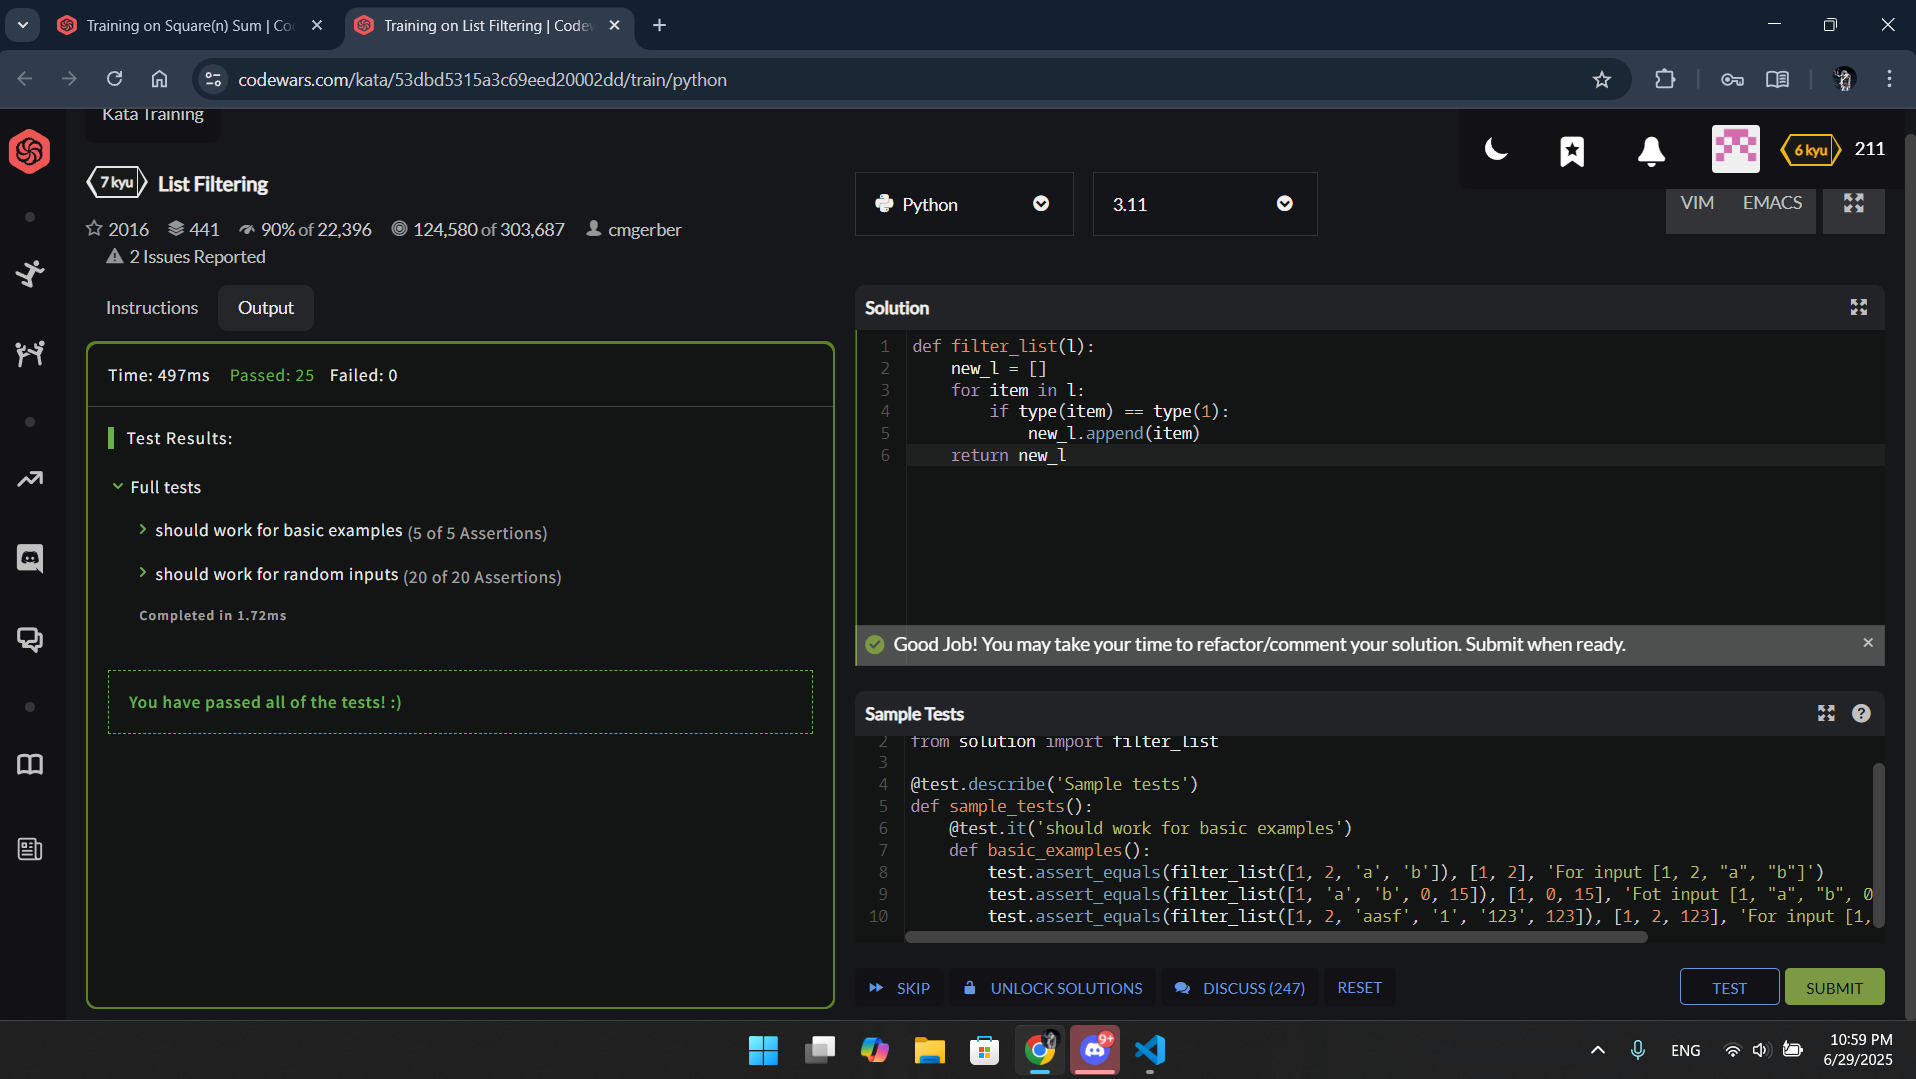 Training on Square(n) Sum | Co
Training on List Filtering | Codew
codewars.com/kata/53dbd5315a3c69eed20002dd/train/python
Kata Training
6 kyu 211
7 kyu List Filtering
2016 441 90% of 22,396 124,580 of 303,687 cmgerber
2 Issues Reported
Python 3.11
VIM EMACS
Instructions Output
Time: 497ms Passed: 25 Failed: 0
Test Results:
Full tests
should work for basic examples (5 of 5 Assertions)
should work for random inputs (20 of 20 Assertions)
Completed in 1.72ms
You have passed all of the tests! :)
Solution
1 def filter_list(l):
2     new_l = []
3     for item in l:
4         if type(item) == type(1):
5             new_l.append(item)
6     return new_l
Good Job! You may take your time to refactor/comment your solution. Submit when ready.
Sample Tests
2 from solution import filter_list
3
4 @test.describe('Sample tests')
5 def sample_tests():
6     @test.it('should work for basic examples')
7     def basic_examples():
8         test.assert_equals(filter_list([1, 2, 'a', 'b']), [1, 2], 'For input [1, 2, "a", "b"]')
9         test.assert_equals(filter_list([1, 'a', 'b', 0, 15]), [1, 0, 15], 'Fot input [1, "a", "b", 0
10         test.assert_equals(filter_list([1, 2, 'aasf', '1', '123', 123]), [1, 2, 123], 'For input [1,
SKIP UNLOCK SOLUTIONS DISCUSS (247) RESET TEST SUBMIT
9+
ENG
10:59 PM
6/29/2025